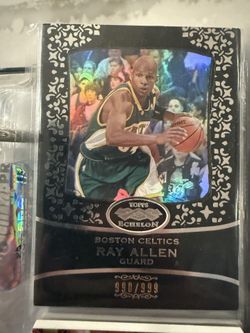 TOPPS
ECHELON
BOSTON CELTICS
RAY ALLEN
GUARD
990/999